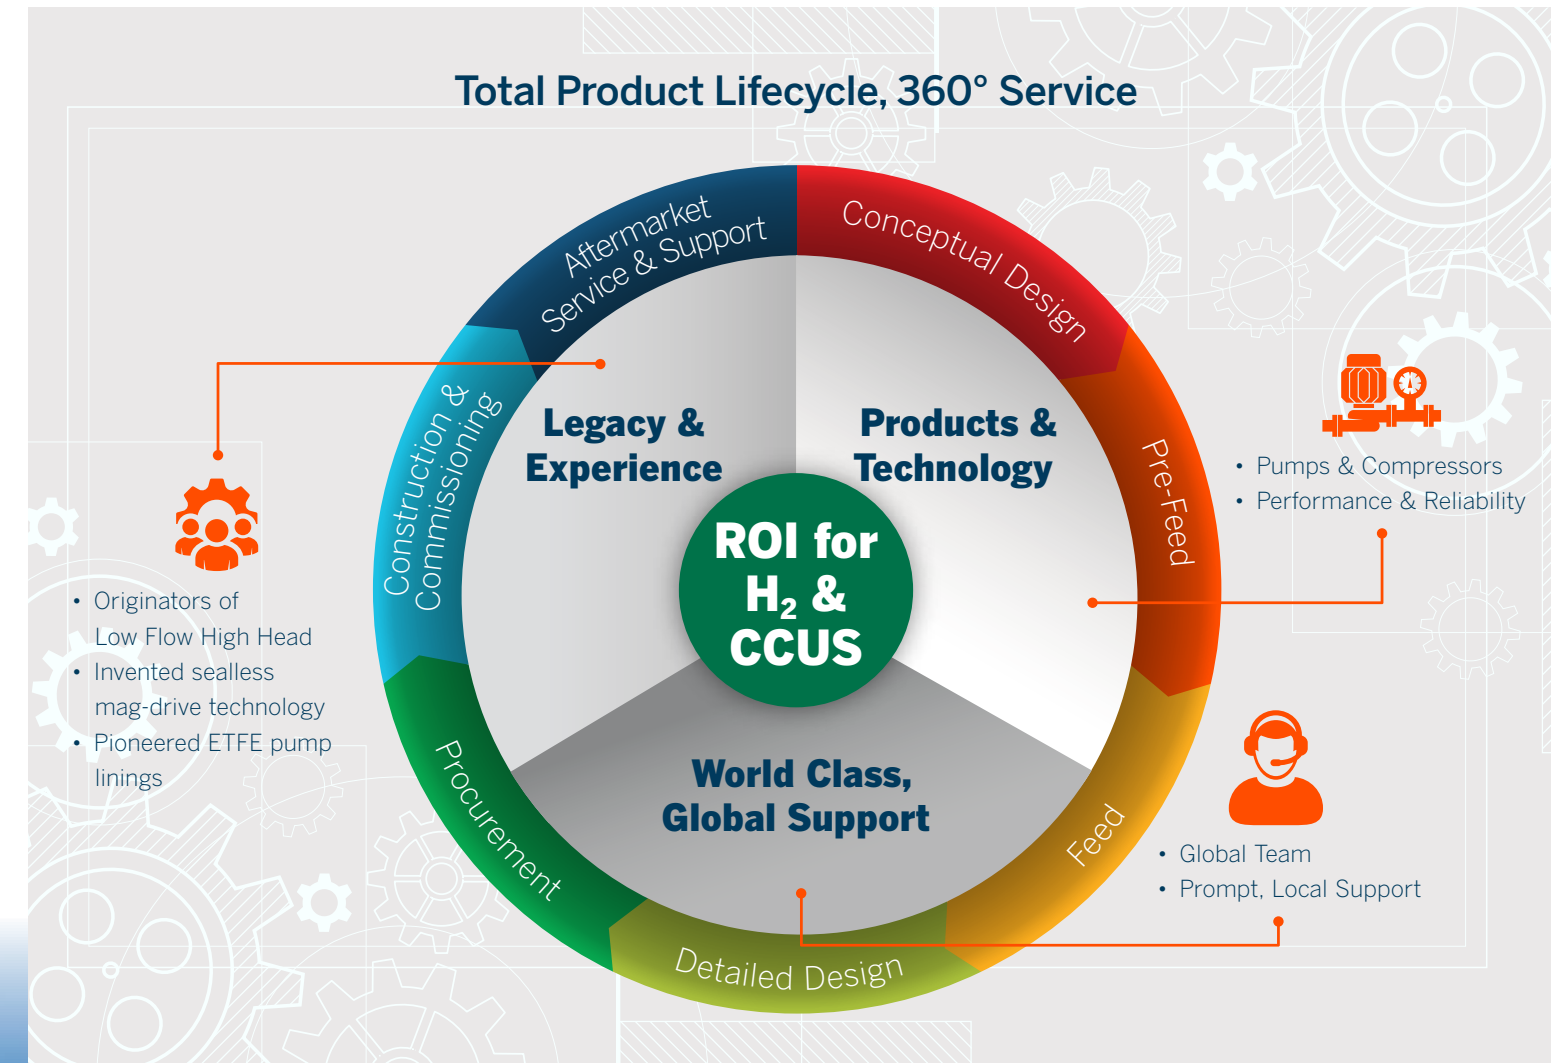 Total Product Lifecycle, 360° Service
Aftermarket
Service & Support
Conceptual Design
Pre-Feed
Feed
Detailed Design
Procurement
Construction &
Commissioning
Legacy &
Experience
Products &
Technology
World Class,
Global Support
ROI for
H₂ &
CCUS
• Originators of
Low Flow High Head
• Invented sealless
mag-drive technology
• Pioneered ETFE pump
linings
• Pumps & Compressors
• Performance & Reliability
• Global Team
• Prompt, Local Support